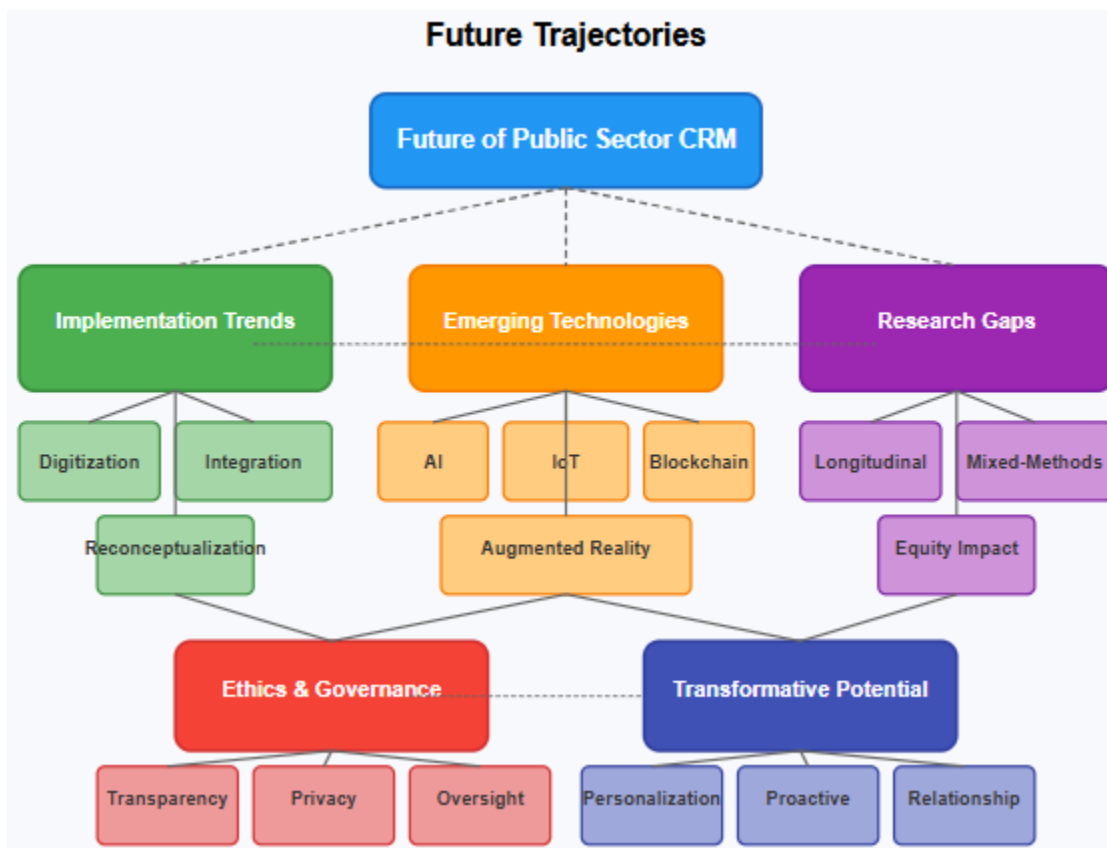 Future Trajectories
Future of Public Sector CRM
Implementation Trends
Emerging Technologies
Research Gaps
Digitization
Integration
AI
IoT
Blockchain
Longitudinal
Mixed-Methods
Reconceptualization
Augmented Reality
Equity Impact
Ethics & Governance
Transformative Potential
Transparency
Privacy
Oversight
Personalization
Proactive
Relationship